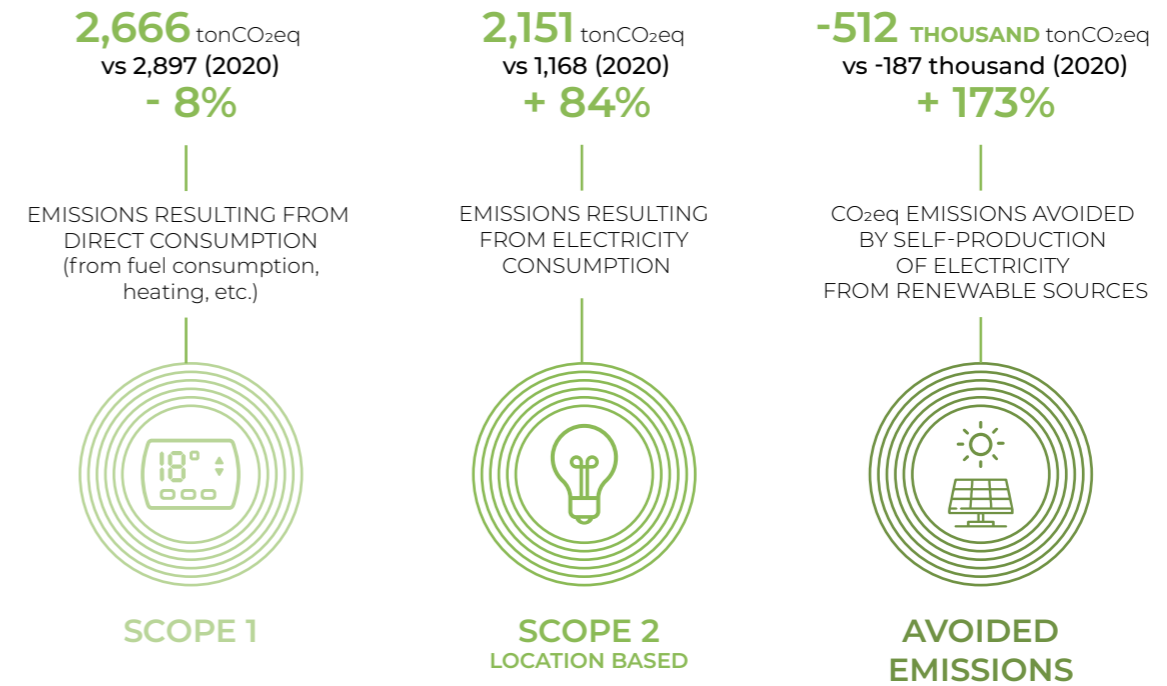 2,666 tonCO₂eq
vs 2,897 (2020)
- 8%
EMISSIONS RESULTING FROM
DIRECT CONSUMPTION
(from fuel consumption,
heating, etc.)
18°
SCOPE 1
2,151 tonCO₂eq
vs 1,168 (2020)
+ 84%
EMISSIONS RESULTING
FROM ELECTRICITY
CONSUMPTION
SCOPE 2
LOCATION BASED
-512 THOUSAND tonCO₂eq
vs -187 thousand (2020)
+ 173%
CO₂eq EMISSIONS AVOIDED
BY SELF-PRODUCTION
OF ELECTRICITY
FROM RENEWABLE SOURCES
AVOIDED
EMISSIONS